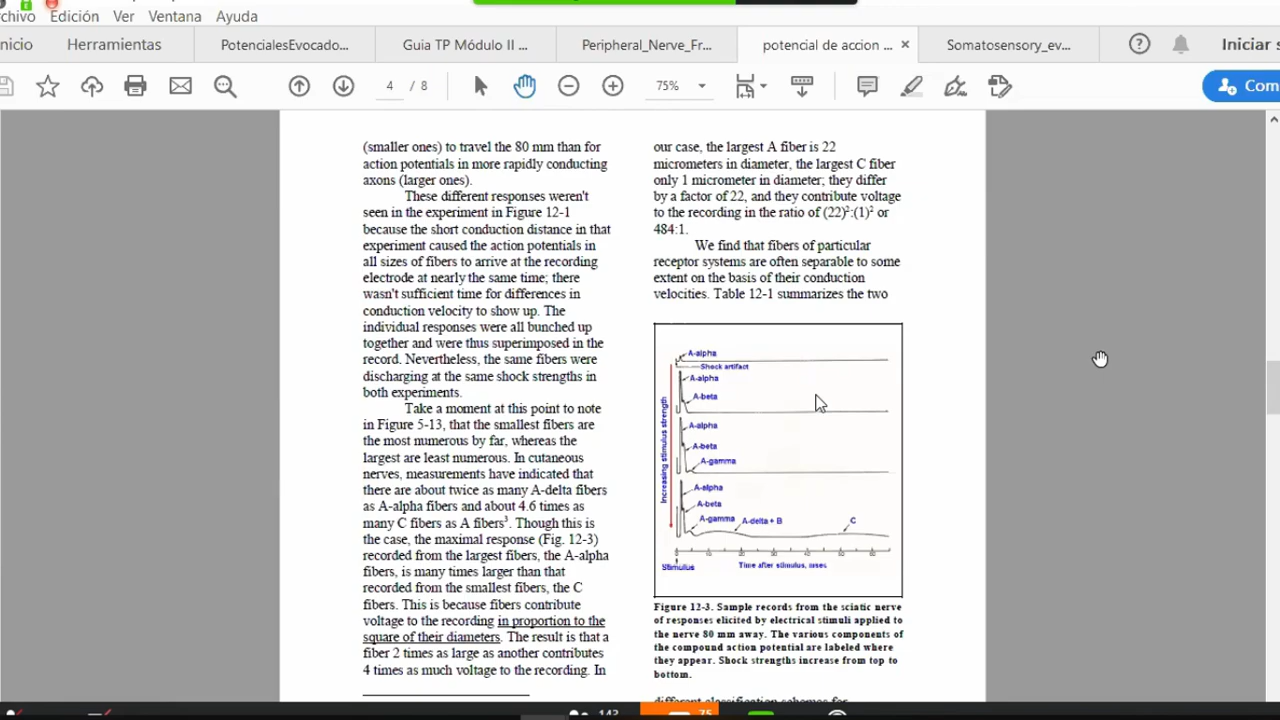 rchivo Edición Ver Ventana Ayuda
nicio Herramientas PotencialesEvocado... Guia TP Módulo II ... Peripheral_Nerve_Fr... potencial de accion ... × Somatosensory_ev... Iniciar s
4 / 8 75% Com
(smaller ones) to travel the 80 mm than for
action potentials in more rapidly conducting
axons (larger ones).
These different responses weren't
seen in the experiment in Figure 12-1
because the short conduction distance in that
experiment caused the action potentials in
all sizes of fibers to arrive at the recording
electrode at nearly the same time; there
wasn't sufficient time for differences in
conduction velocity to show up. The
individual responses were all bunched up
together and were thus superimposed in the
record. Nevertheless, the same fibers were
discharging at the same shock strengths in
both experiments.
Take a moment at this point to note
in Figure 5-13, that the smallest fibers are
the most numerous by far, whereas the
largest are least numerous. In cutaneous
nerves, measurements have indicated that
there are about twice as many A-delta fibers
as A-alpha fibers and about 4.6 times as
many C fibers as A fibers³. Though this is
the case, the maximal response (Fig. 12-3)
recorded from the largest fibers, the A-alpha
fibers, is many times larger than that
recorded from the smallest fibers, the C
fibers. This is because fibers contribute
voltage to the recording in proportion to the
square of their diameters. The result is that a
fiber 2 times as large as another contributes
4 times as much voltage to the recording. In
our case, the largest A fiber is 22
micrometers in diameter, the largest C fiber
only 1 micrometer in diameter; they differ
by a factor of 22, and they contribute voltage
to the recording in the ratio of (22)²:(1)² or
484:1.
We find that fibers of particular
receptor systems are often separable to some
extent on the basis of their conduction
velocities. Table 12-1 summarizes the two
A-alpha
Shock artifact
A-alpha
A-beta
A-alpha
A-beta
A-gamma
A-alpha
A-beta
A-gamma A-delta + B C
Increasing stimulus strength
0 10 20 30 40 50 60
Stimulus Time after stimulus, msec
Figure 12-3. Sample records from the sciatic nerve
of responses elicited by electrical stimuli applied to
the nerve 80 mm away. The various components of
the compound action potential are labeled where
they appear. Shock strengths increase from top to
bottom.
different classification schemes for
143 75